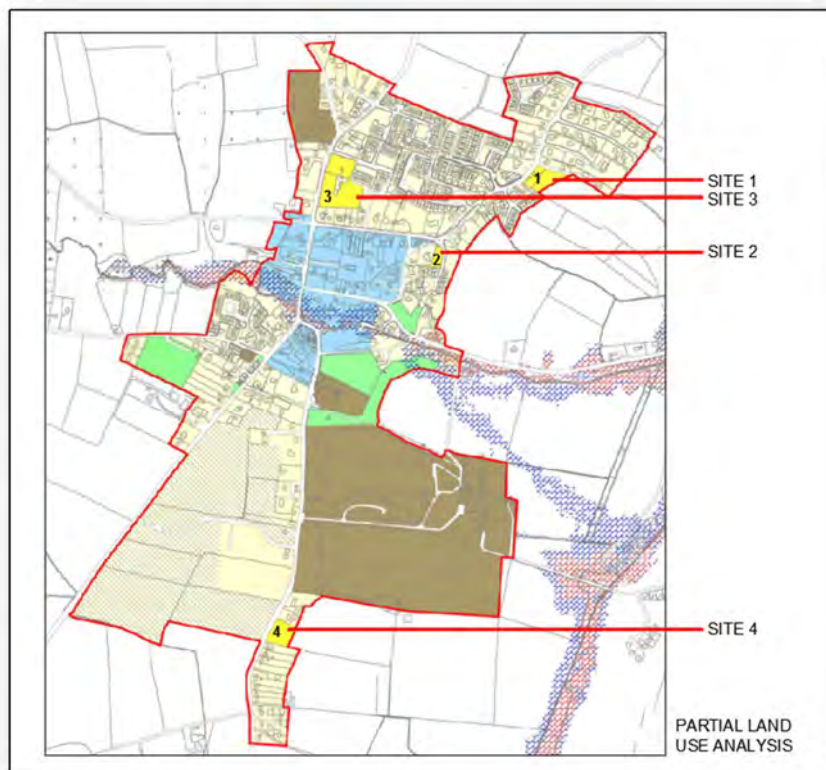 1
SITE 1
3
SITE 3
2
SITE 2
4
SITE 4
PARTIAL LAND
USE ANALYSIS